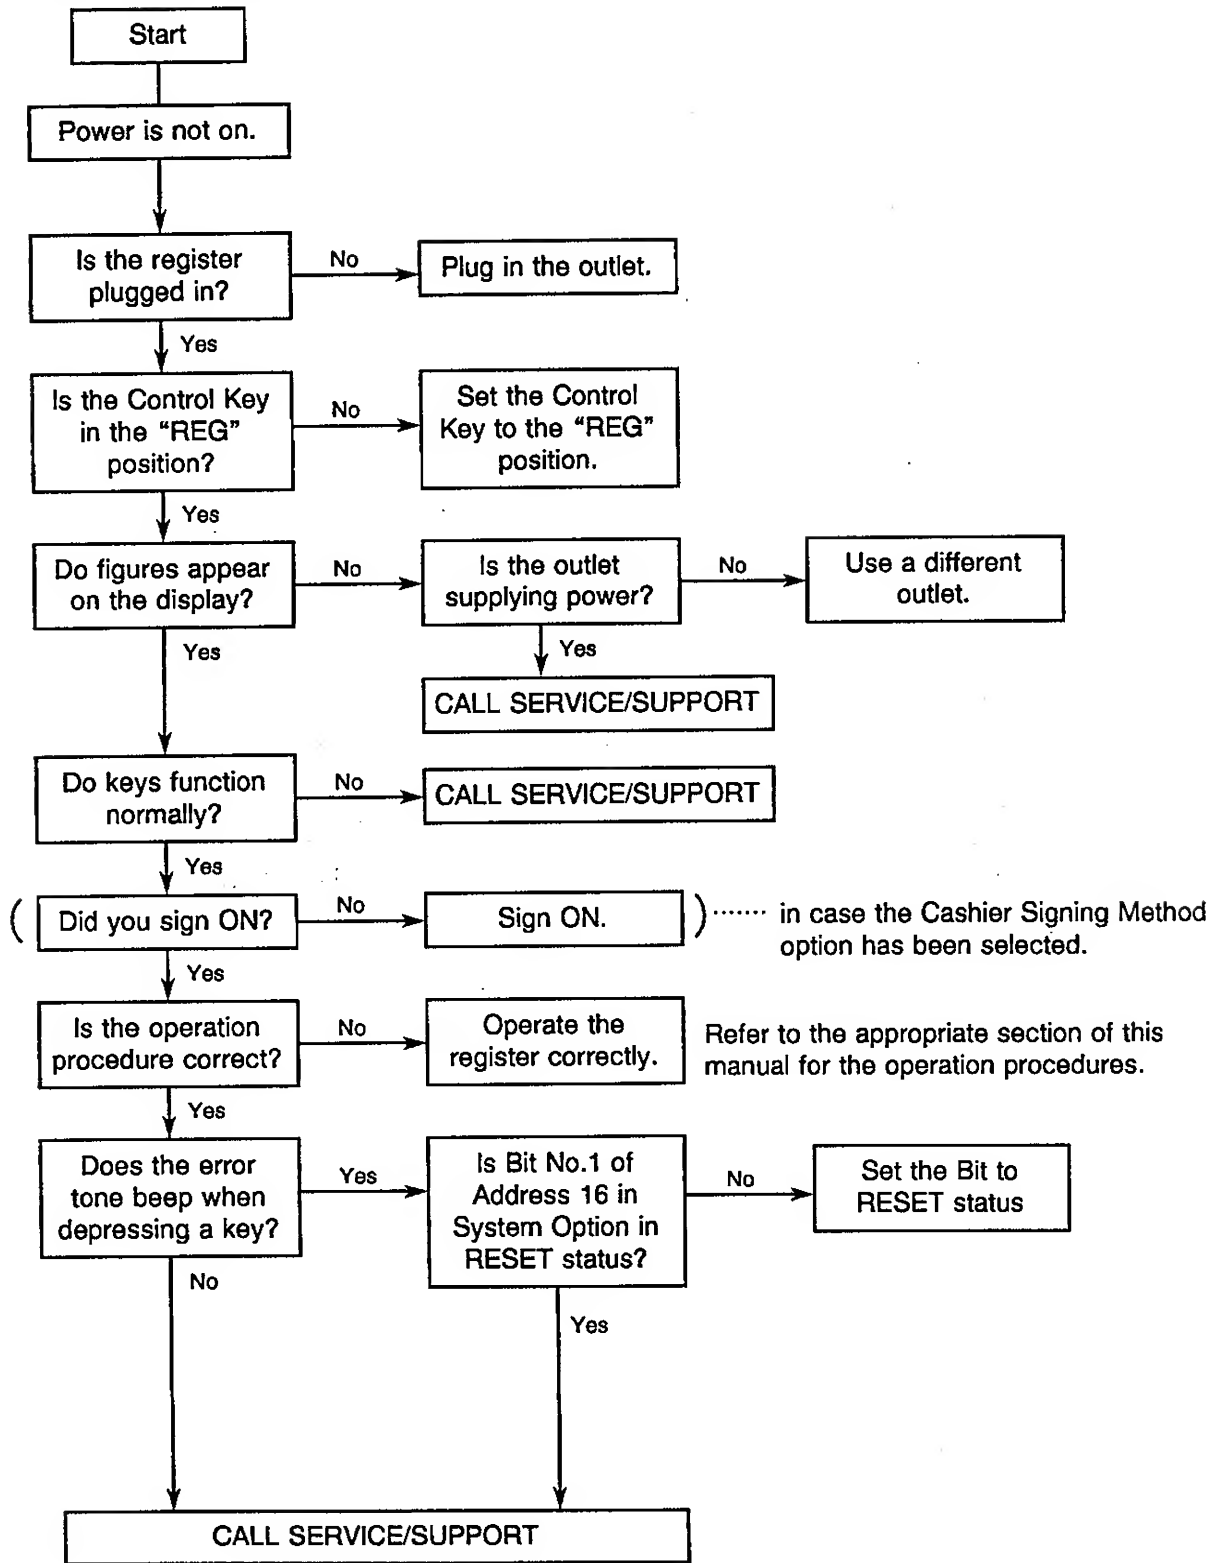 Start
Power is not on.
Is the register
plugged in?
No
Plug in the outlet.
Yes
Is the Control Key
in the “REG”
position?
No
Set the Control
Key to the “REG”
position.
Yes
Do figures appear
on the display?
No
Is the outlet
supplying power?
No
Use a different
outlet.
Yes
Yes
CALL SERVICE/SUPPORT
Do keys function
normally?
No
CALL SERVICE/SUPPORT
Yes
( Did you sign ON?
No
Sign ON. ) ······· in case the Cashier Signing Method
option has been selected.
Yes
Is the operation
procedure correct?
No
Operate the
register correctly.
Refer to the appropriate section of this
manual for the operation procedures.
Yes
Does the error
tone beep when
depressing a key?
Yes
Is Bit No.1 of
Address 16 in
System Option in
RESET status?
No
Set the Bit to
RESET status
No
Yes
CALL SERVICE/SUPPORT